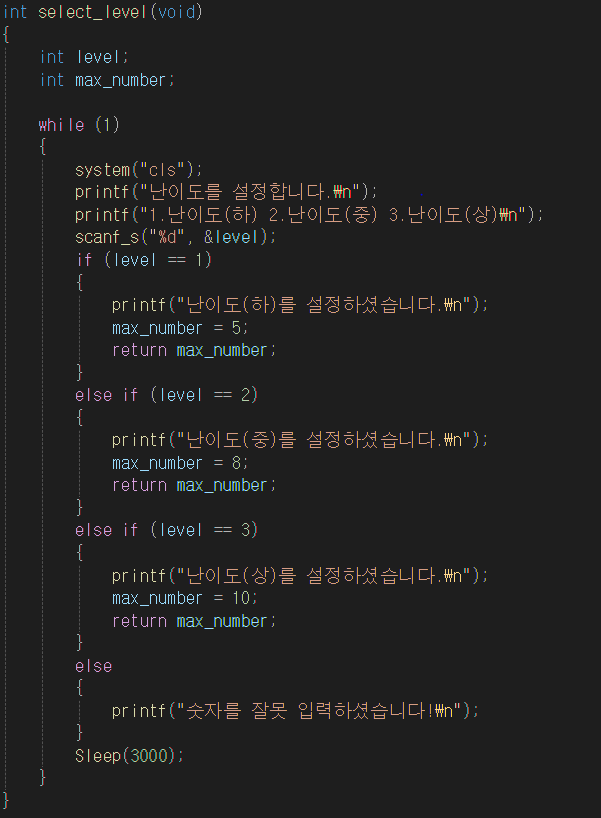 int select_level(void)
{
int level;
int max_number;
while (1)
{
system("cls");
printf("난이도를 설정합니다.₩n");
printf("1.난이도(하) 2.난이도(중) 3.난이도(상)₩n");
scanf_s("%d", &level);
if (level == 1)
{
printf("난이도(하)를 설정하셨습니다.₩n");
max_number = 5;
return max_number;
}
else if (level == 2)
{
printf("난이도(중)를 설정하셨습니다.₩n");
max_number = 8;
return max_number;
}
else if (level == 3)
{
printf("난이도(상)를 설정하셨습니다.₩n");
max_number = 10;
return max_number;
}
else
{
printf("숫자를 잘못 입력하셨습니다!₩n");
}
Sleep(3000);
}
}